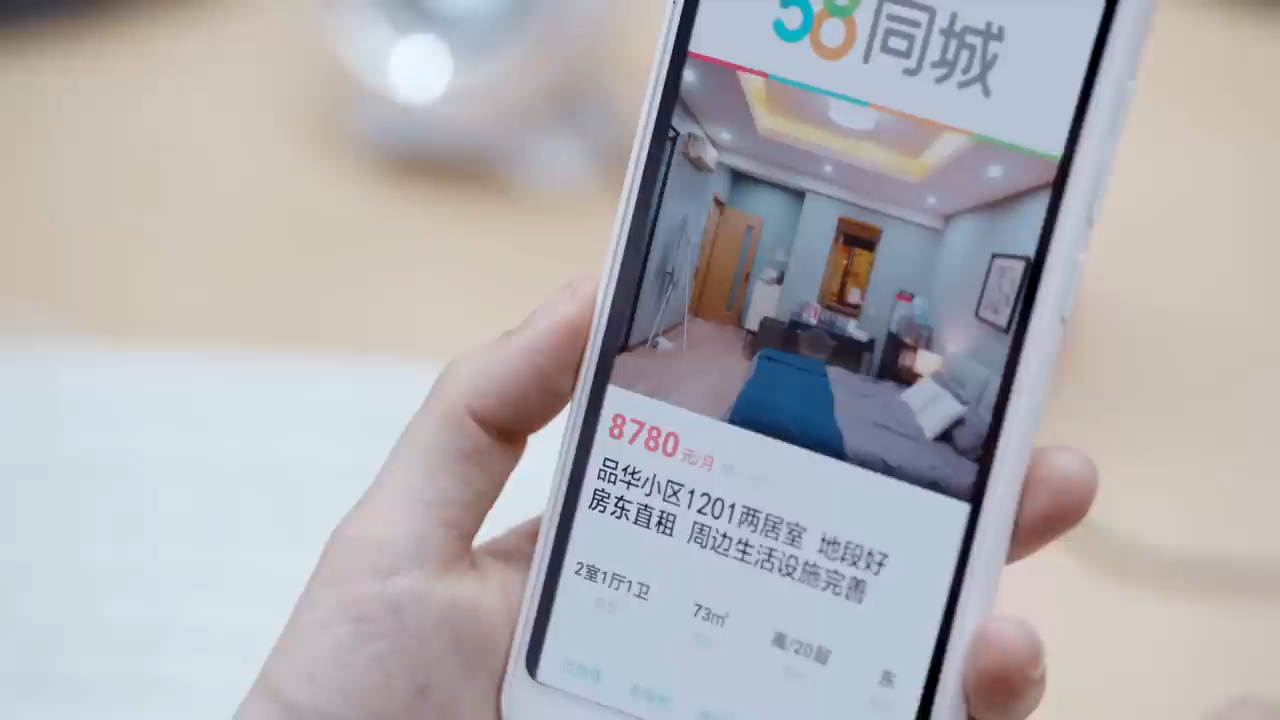 58同城
8780元/月
品华小区1201两居室 地段好
房东直租 周边生活设施完善
2室1厅1卫 73㎡ 高/20层 东